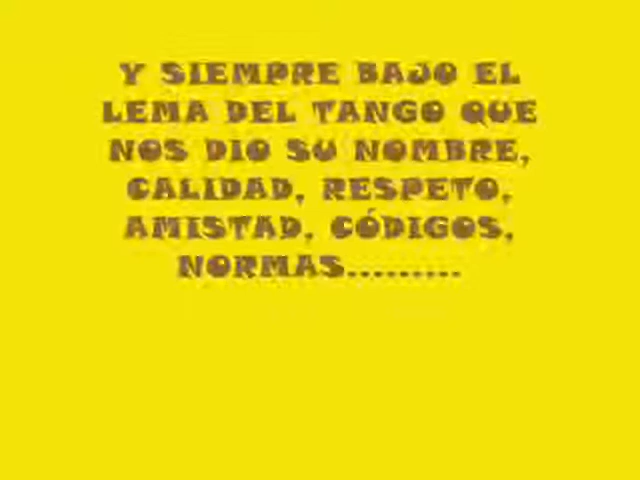 Y SIEMPRE BAJO EL
LEMA DEL TANGO QUE
NOS DIO SU NOMBRE,
CALIDAD, RESPETO,
AMISTAD, CÓDIGOS,
NORMAS.........